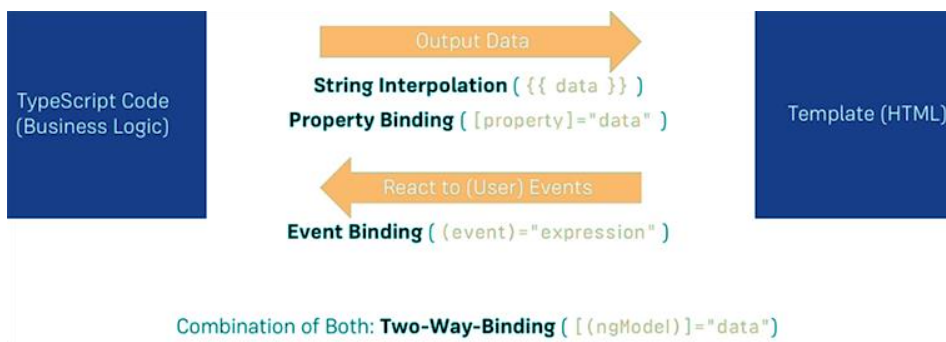 Output Data
String Interpolation ( {{ data }} )
TypeScript Code
(Business Logic)
Property Binding ( [property]="data" )
Template (HTML)
React to (User) Events
Event Binding ( (event)="expression" )
Combination of Both: Two-Way-Binding ( [(ngModel)]="data")